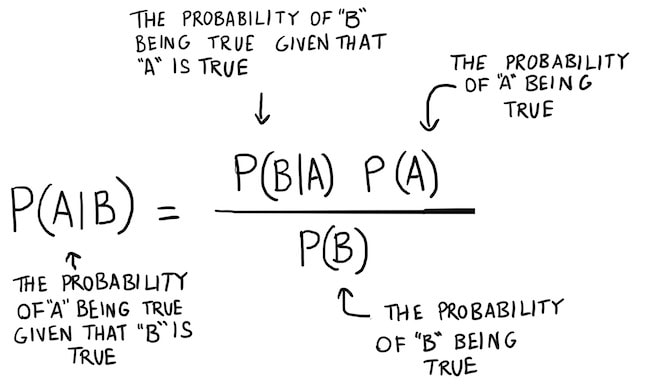 THE PROBABILITY OF "B"
BEING TRUE GIVEN THAT
"A" IS TRUE
THE PROBABILITY
OF "A" BEING
TRUE
P(A|B) = P(B|A) P(A)
P(B)
THE PROBABILITY
OF "A" BEING TRUE
GIVEN THAT "B" IS
TRUE
THE PROBABILITY
OF "B" BEING
TRUE